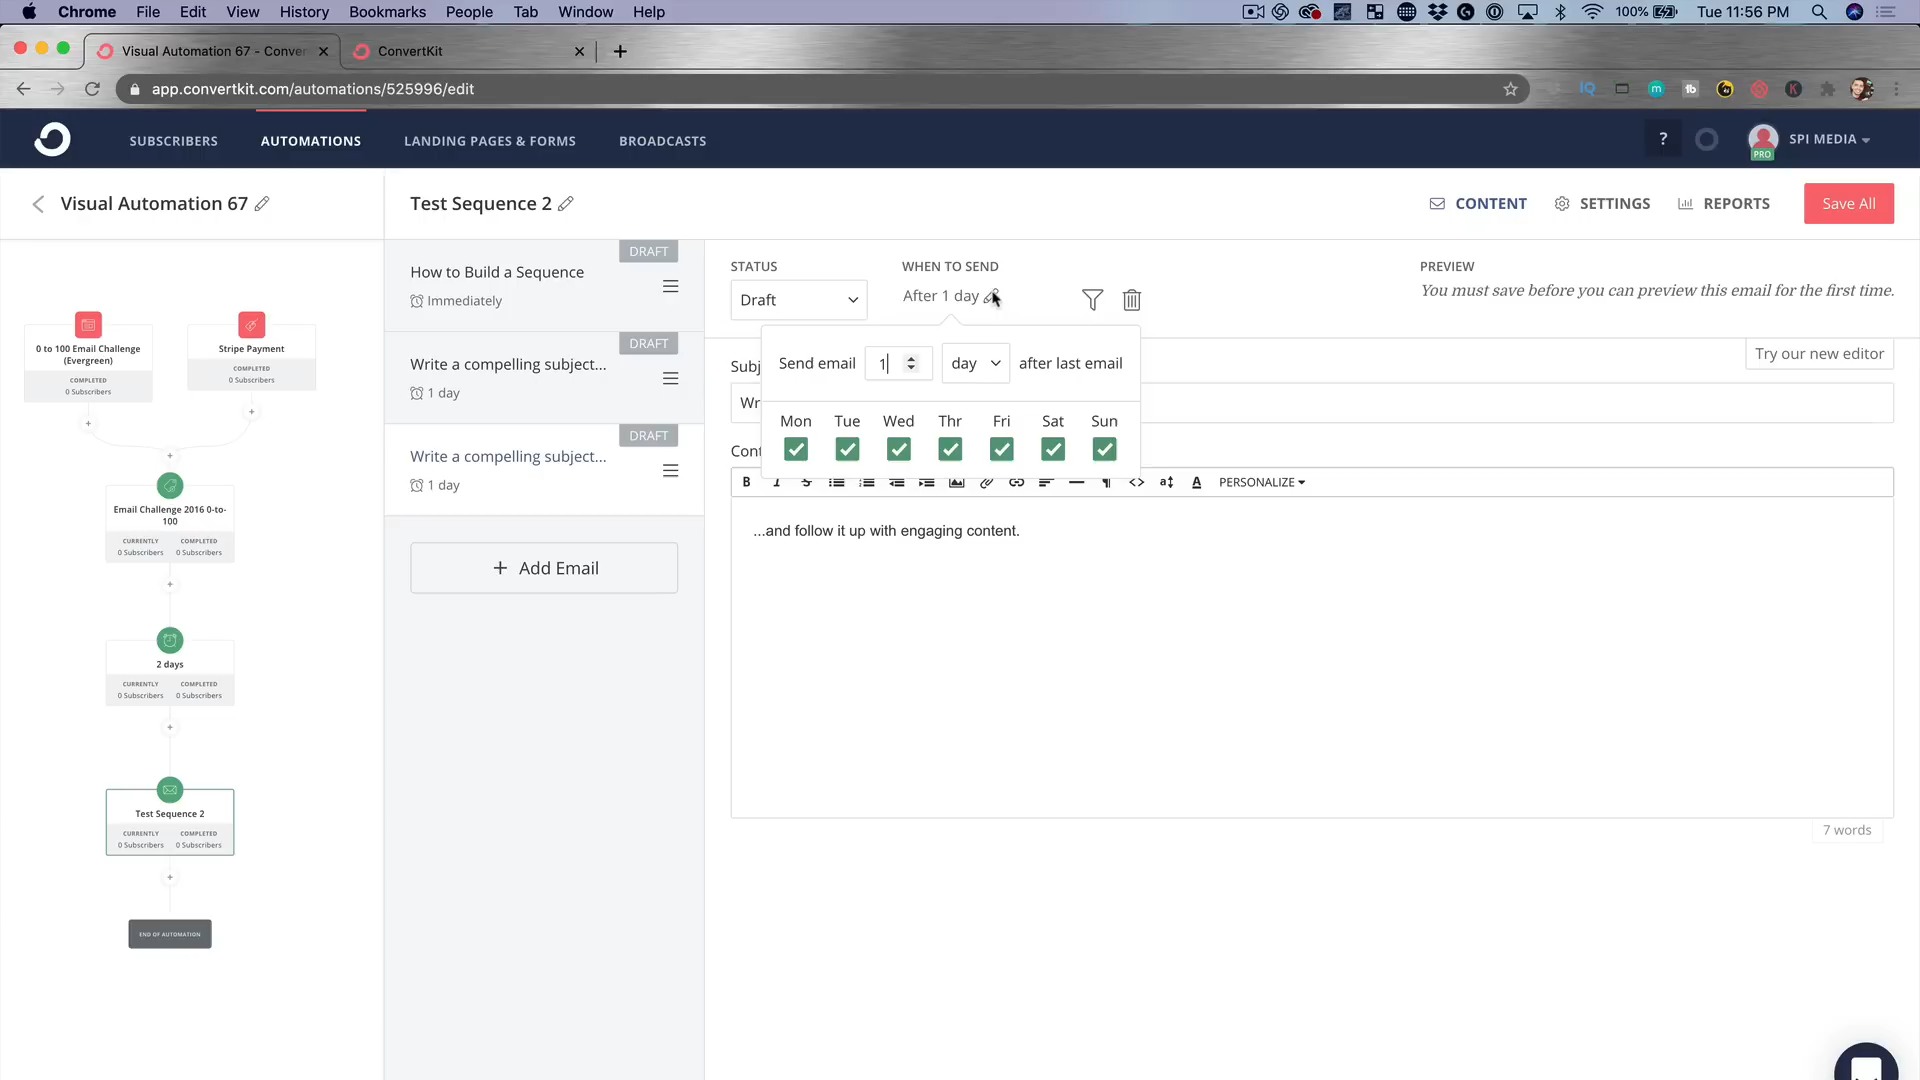 Chrome File Edit View History Bookmarks People Tab Window Help
100% Tue 11:56 PM
Visual Automation 67 - Conver
ConvertKit
app.convertkit.com/automations/525996/edit
SUBSCRIBERS AUTOMATIONS LANDING PAGES & FORMS BROADCASTS
? PRO SPI MEDIA
Visual Automation 67
Test Sequence 2
CONTENT SETTINGS REPORTS Save All
0 to 100 Email Challenge
(Evergreen)
COMPLETED
0 Subscribers
Stripe Payment
COMPLETED
0 Subscribers
Email Challenge 2016 0-to-
100
CURRENTLY COMPLETED
0 Subscribers 0 Subscribers
2 days
CURRENTLY COMPLETED
0 Subscribers 0 Subscribers
Test Sequence 2
CURRENTLY COMPLETED
0 Subscribers 0 Subscribers
END OF AUTOMATION
DRAFT
How to Build a Sequence
Immediately
DRAFT
Write a compelling subject...
1 day
DRAFT
Write a compelling subject...
1 day
+ Add Email
STATUS
Draft
WHEN TO SEND
After 1 day
PREVIEW
You must save before you can preview this email for the first time.
Try our new editor
Subj
Wr
Send email 1 day after last email
Mon Tue Wed Thr Fri Sat Sun
Cont
B I S PERSONALIZE
...and follow it up with engaging content.
7 words